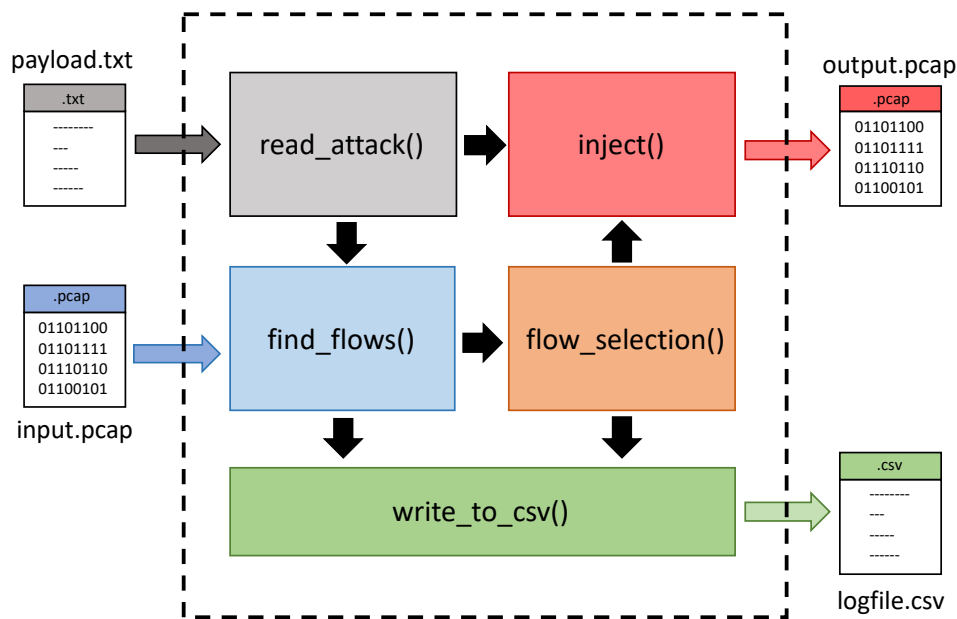 payload.txt
.txt
--------
---
-----
------
read_attack()
inject()
output.pcap
.pcap
01101100
01101111
01110110
01100101
.pcap
01101100
01101111
01110110
01100101
input.pcap
find_flows()
flow_selection()
write_to_csv()
.csv
--------
---
-----
------
logfile.csv